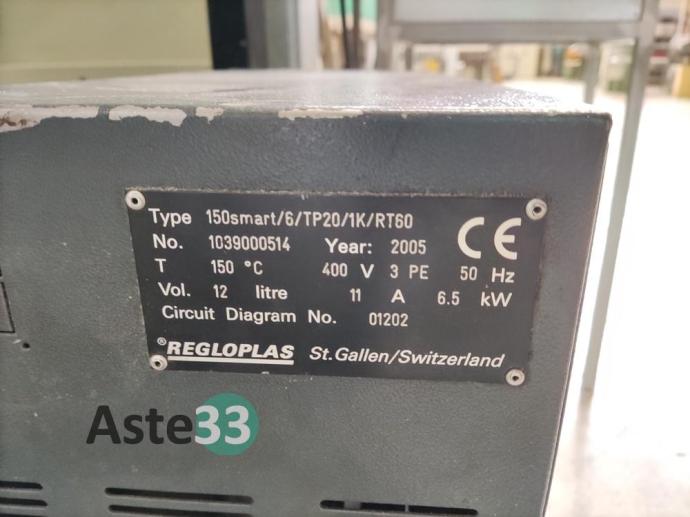 Type 150smart/6/TP20/1K/RT60
No. 1039000514 Year: 2005 CE
T 150 °C 400 V 3 PE 50 Hz
Vol. 12 litre 11 A 6.5 kW
Circuit Diagram No. 01202
®REGLOPLAS St.Gallen/Switzerland
Aste33